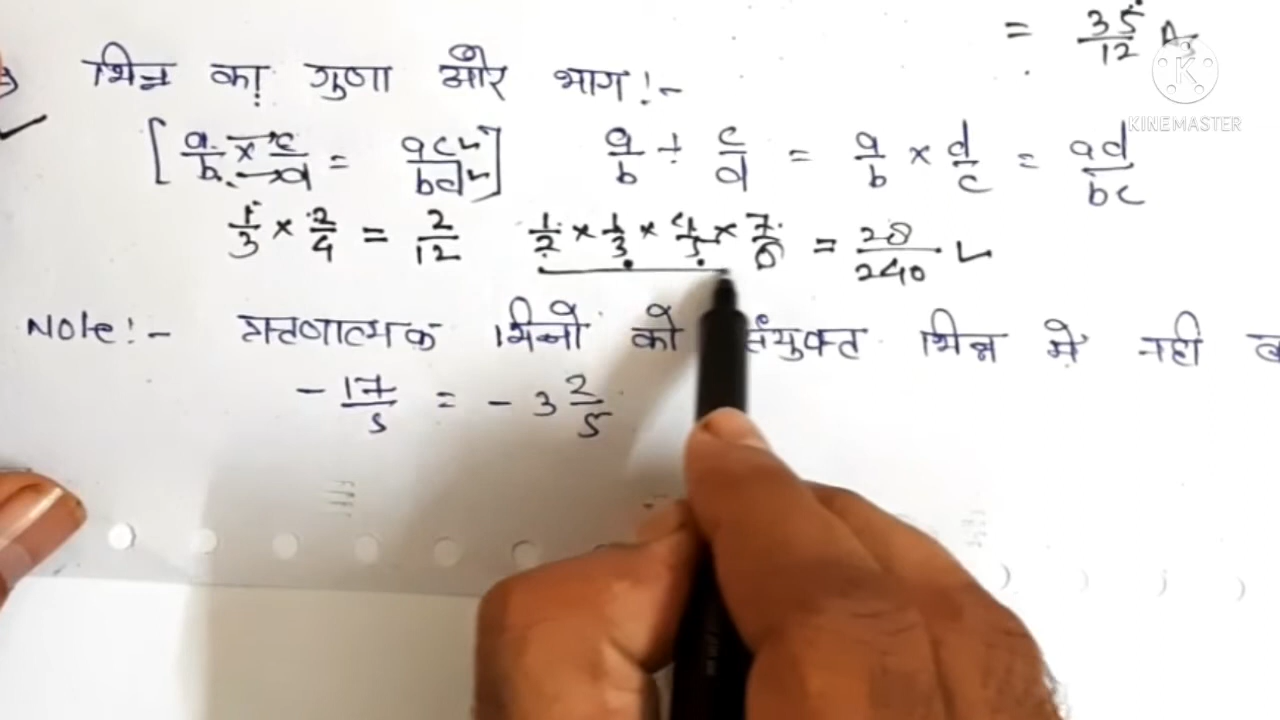 = 35/12 A
KINEMASTER
भिन्न का गुणा और भाग !-
[a/b × c/d = ac/bd] a/b ÷ c/d = a/b × d/c = ad/bc
1/3 × 2/4 = 2/12 1/2 × 1/3 × 4/5 × 7/8 = 28/240
Note !- ऋणात्मक भिन्नो को संयुक्त भिन्न में नही
- 17/5 = - 3 2/5